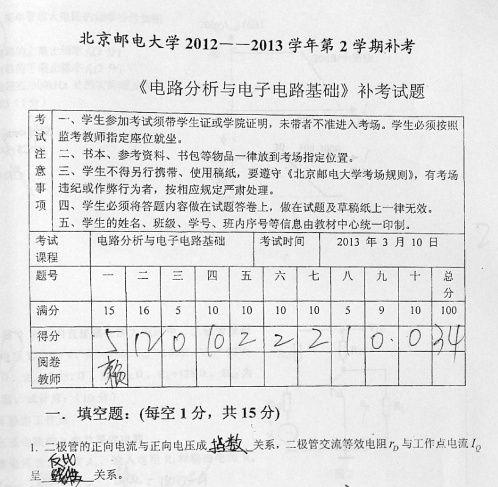 北京邮电大学 2012——2013 学年第 2 学期补考
《电路分析与电子电路基础》补考试题
考试注意事项
一、学生参加考试须带学生证或学院证明，未带者不准进入考场。学生必须按照
监考教师指定座位就坐。
二、书本、参考资料、书包等物品一律放到考场指定位置。
三、学生不得另行携带、使用稿纸，要遵守《北京邮电大学考场规则》，有考场
违纪或作弊行为者，按相应规定严肃处理。
四、学生必须将答题内容做在试题答卷上，做在试题及草稿纸上一律无效。
五、学生的姓名、班级、学号、班内序号等信息由教材中心统一印制。
考试课程 电路分析与电子电路基础 考试时间 2013 年 3 月 10 日
题号 一 二 三 四 五 六 七 八 九 十 总分
满分 15 16 5 10 10 10 10 5 9 10 100
得分 5 12 0 10 2 2 2 1 0 0 34
阅卷教师
一．填空题：(每空 1 分，共 15 分)
1. 二极管的正向电流与正向电压成 指数 关系，二极管交流等效电阻 rD 与工作点电流 IQ
呈 反比 关系。